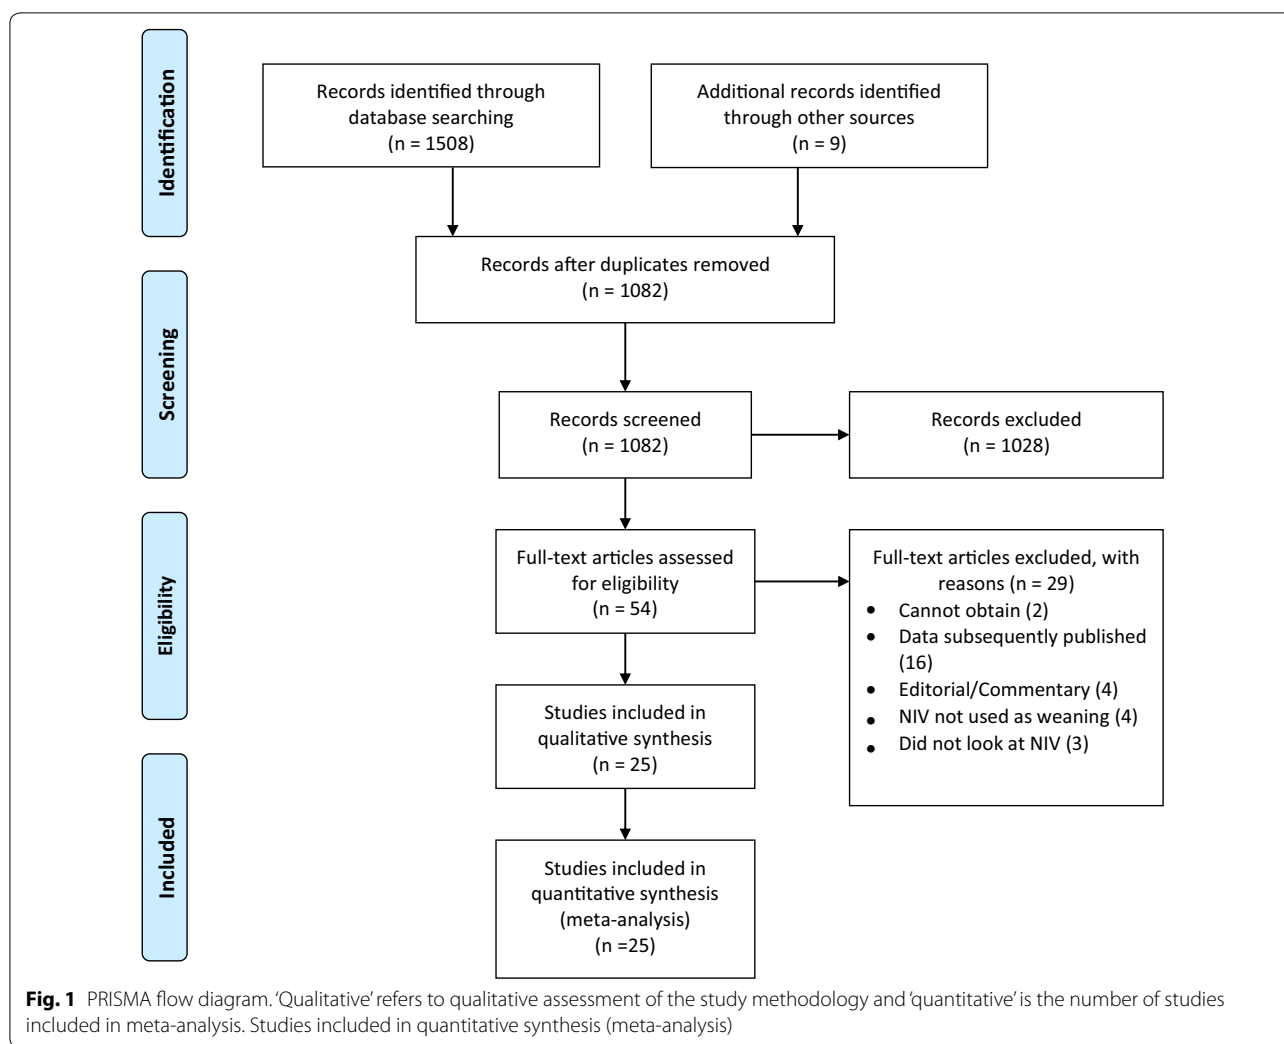 Identification
Records identified through
database searching
(n = 1508)
Additional records identified
through other sources
(n = 9)
Records after duplicates removed
(n = 1082)
Screening
Records screened
(n = 1082)
Records excluded
(n = 1028)
Eligibility
Full-text articles assessed
for eligibility
(n = 54)
Full-text articles excluded, with
reasons (n = 29)
• Cannot obtain (2)
• Data subsequently published
(16)
• Editorial/Commentary (4)
• NIV not used as weaning (4)
• Did not look at NIV (3)
Studies included in
qualitative synthesis
(n = 25)
Included
Studies included in
quantitative synthesis
(meta-analysis)
(n =25)
Fig. 1 PRISMA flow diagram. 'Qualitative' refers to qualitative assessment of the study methodology and 'quantitative' is the number of studies
included in meta-analysis. Studies included in quantitative synthesis (meta-analysis)